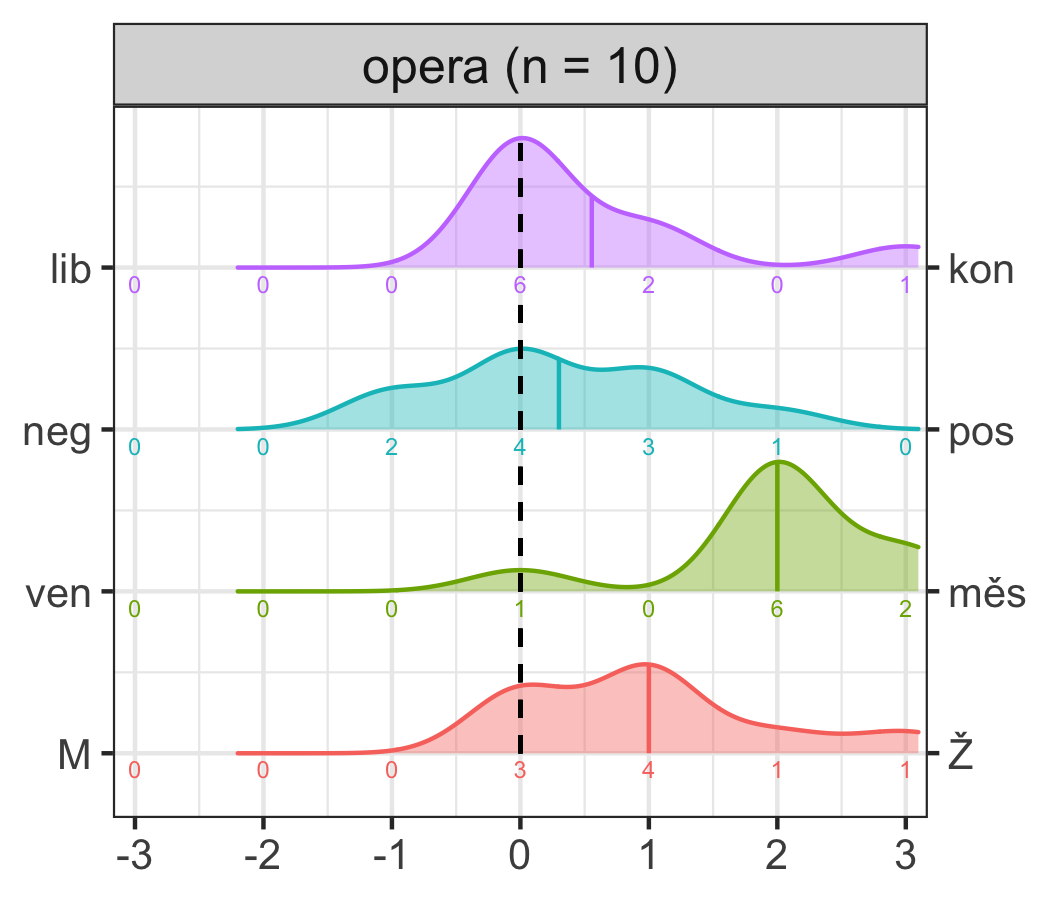 opera (n = 10)
lib kon
0 0 0 6 2 0 1
neg pos
0 0 2 4 3 1 0
ven měs
0 0 0 1 0 6 2
M Ž
0 0 0 3 4 1 1
-3 -2 -1 0 1 2 3